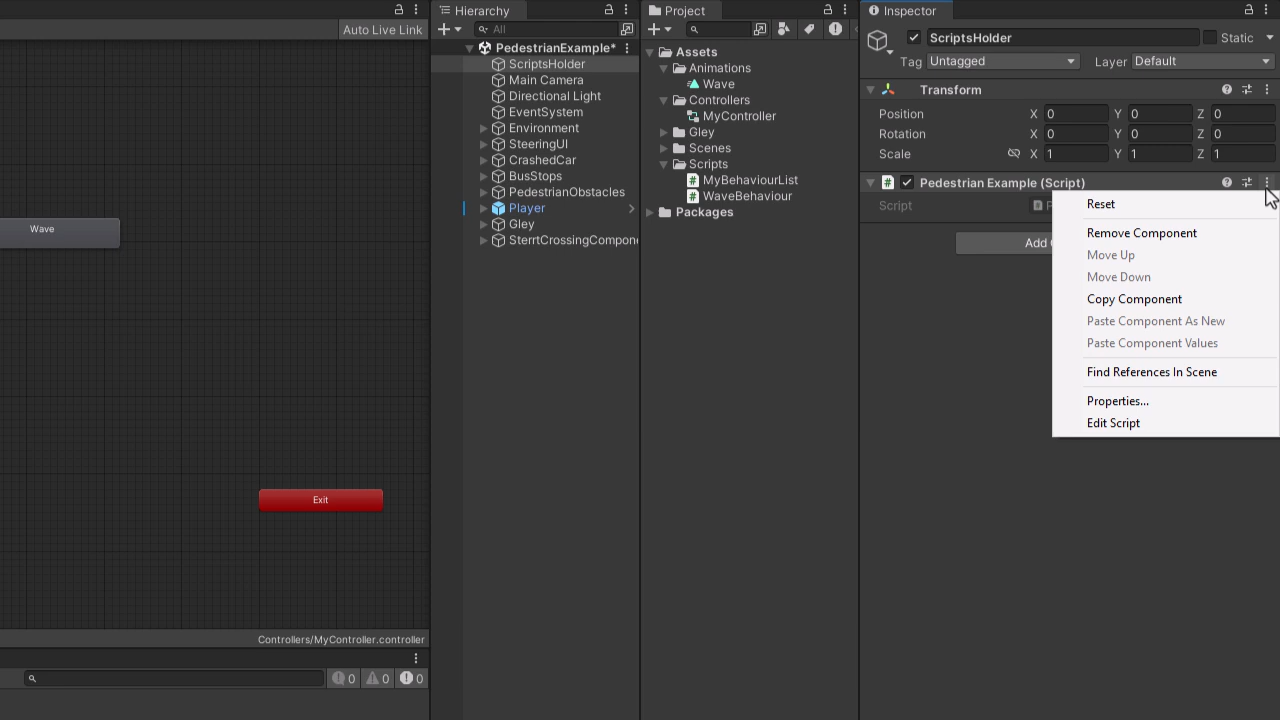 Auto Live Link
Wave
Exit
Controllers/MyController.controller
0
0
0
Hierarchy
All
PedestrianExample*
ScriptsHolder
Main Camera
Directional Light
EventSystem
Environment
SteeringUI
CrashedCar
BusStops
PedestrianObstacles
Player
Gley
SterrtCrossingCompone
Project
Assets
Animations
Wave
Controllers
MyController
Gley
Scenes
Scripts
MyBehaviourList
WaveBehaviour
Packages
Inspector
ScriptsHolder
Static
Tag Untagged Layer Default
Transform
Position X 0 Y 0 Z 0
Rotation X 0 Y 0 Z 0
Scale X 1 Y 1 Z 1
Pedestrian Example (Script)
Script P
Add
Reset
Remove Component
Move Up
Move Down
Copy Component
Paste Component As New
Paste Component Values
Find References In Scene
Properties...
Edit Script